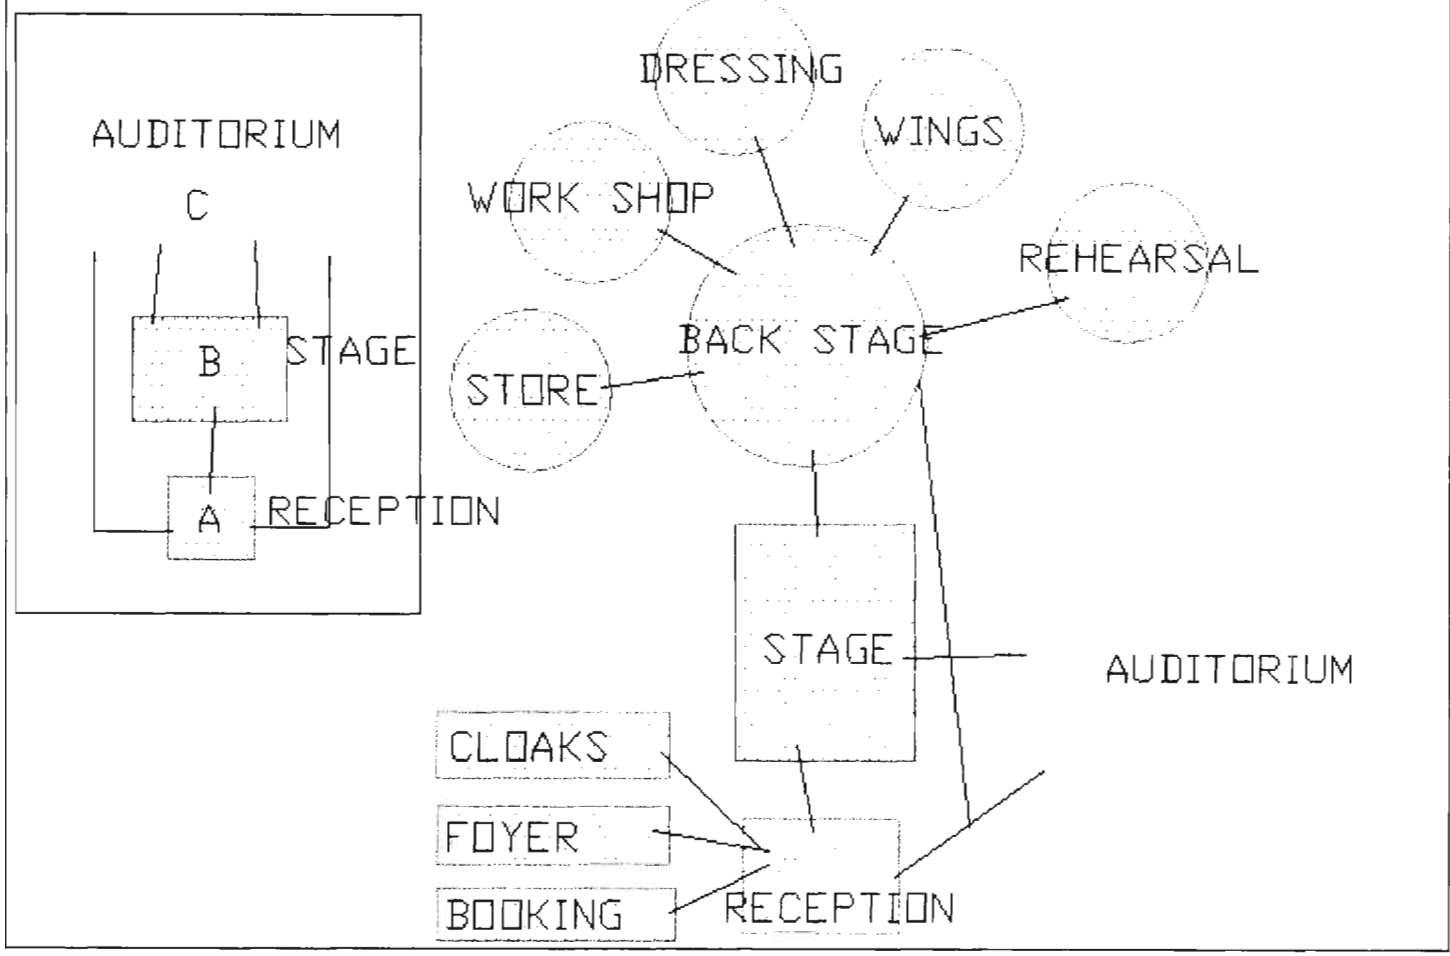 AUDITORIUM
C
B
STAGE
A
RECEPTION
DRESSING
WINGS
WORK SHOP
REHEARSAL
BACK STAGE
STORE
STAGE
AUDITORIUM
CLOAKS
FOYER
BOOKING
RECEPTION